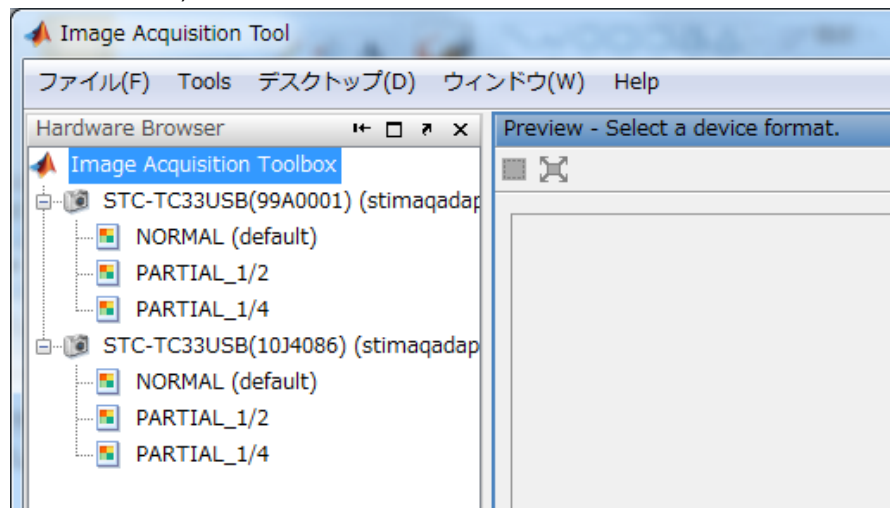 Image Acquisition Tool
ファイル(F) Tools デスクトップ(D) ウィンドウ(W) Help
Hardware Browser
Image Acquisition Toolbox
STC-TC33USB(99A0001) (stimaqadap
NORMAL (default)
PARTIAL_1/2
PARTIAL_1/4
STC-TC33USB(10J4086) (stimaqadap
NORMAL (default)
PARTIAL_1/2
PARTIAL_1/4
Preview - Select a device format.